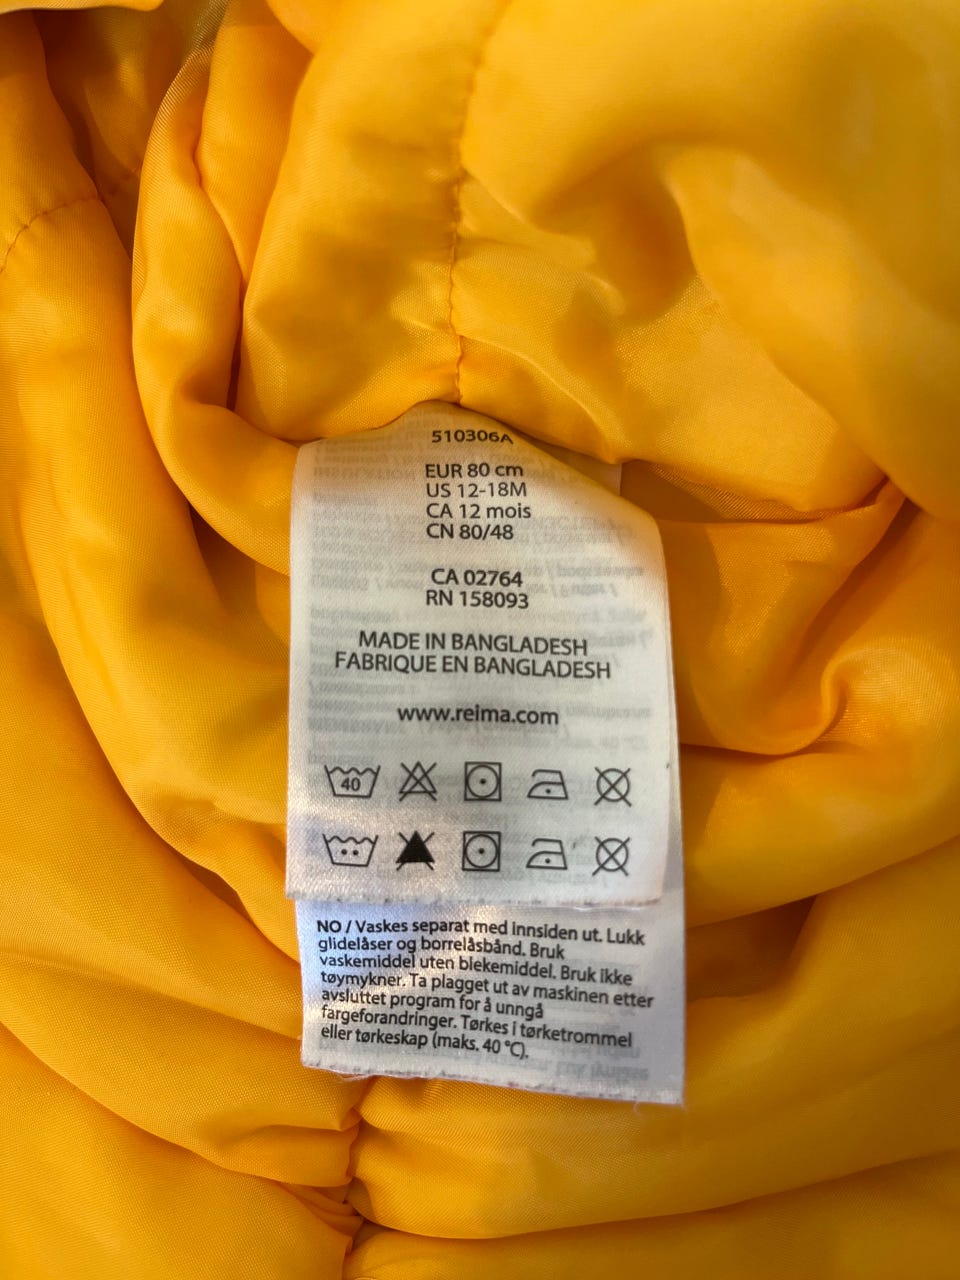 510306A
EUR 80 cm
US 12-18M
CA 12 mois
CN 80/48
CA 02764
RN 158093
MADE IN BANGLADESH
FABRIQUE EN BANGLADESH
www.reima.com
40
NO / Vaskes separat med innsiden ut. Lukk
glidelåser og borrelåsbånd. Bruk
vaskemiddel uten blekemiddel. Bruk ikke
tøymykner. Ta plagget ut av maskinen etter
avsluttet program for å unngå
fargeforandringer. Tørkes i tørketrommel
eller tørkeskap (maks. 40 °C).